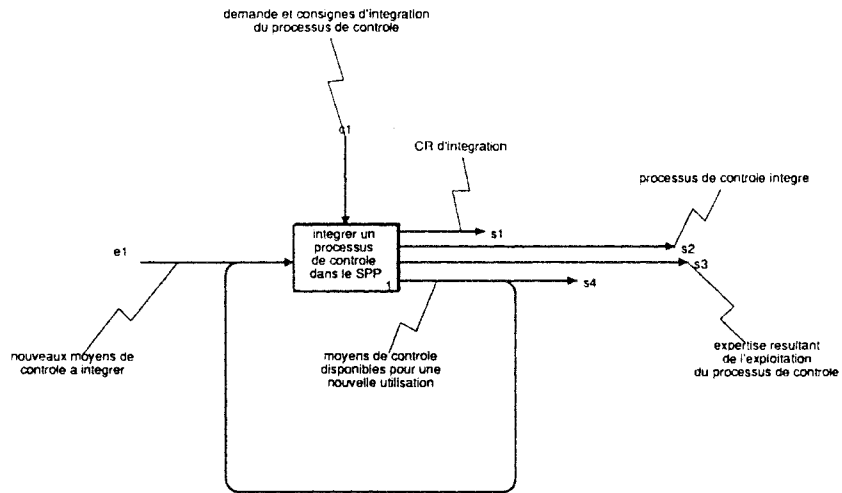 demande et consignes d'integration
du processus de controle
c1
CR d'integration
processus de controle integre
e1
integrer un
processus
de controle
dans le SPP
1
s1
s2
s3
s4
nouveaux moyens de
controle a integrer
moyens de controle
disponibles pour une
nouvelle utilisation
expertise resultant
de l'exploitation
du processus de controle